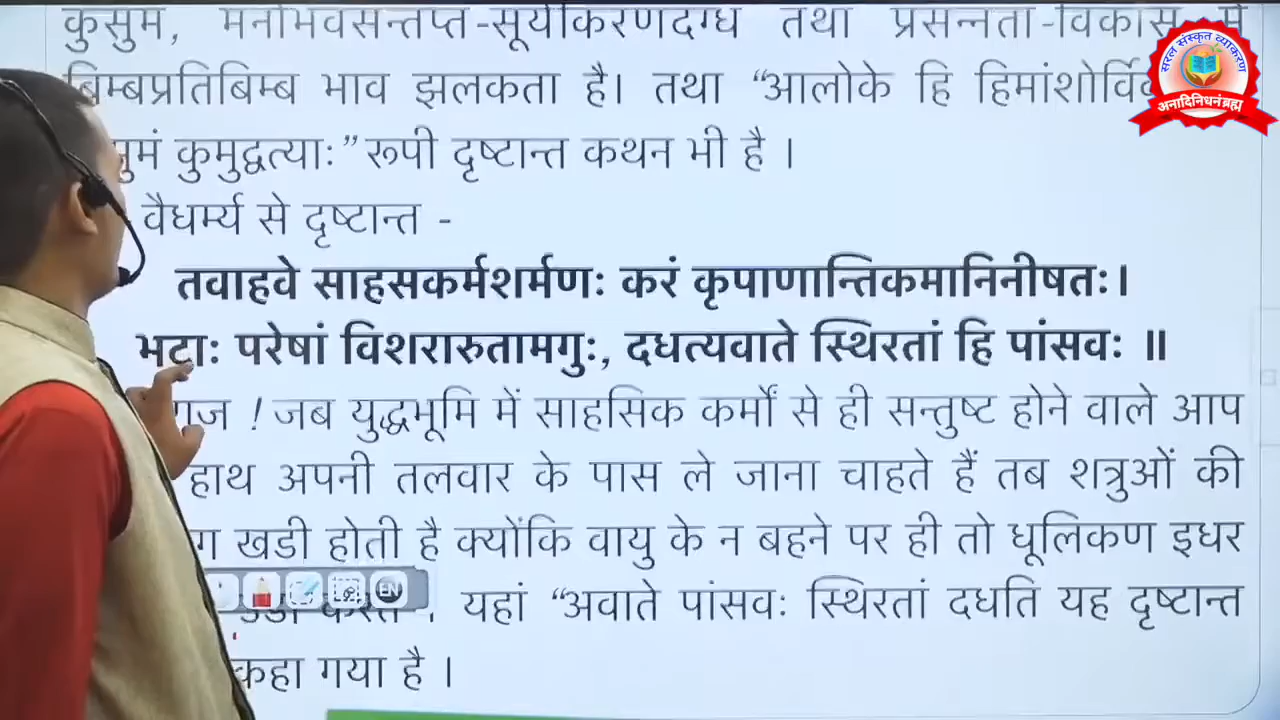 कुसुम, मनोभवसन्तप्त-सूर्यकिरणदग्ध तथा प्रसन्नता-विकास में
बिम्बप्रतिबिम्ब भाव झलकता है। तथा “आलोके हि
कुमुद्वत्याः” रूपी दृष्टान्त कथन भी है ।
वैधर्म्य से दृष्टान्त -
तवाहवे साहसकर्मशर्मणः करं कृपाणान्तिकमानिनीषतः।
भटाः परेषां विशरारुतामगुः, दधत्यवाते स्थिरतां हि पांसवः ॥
! जब युद्धभूमि में साहसिक कर्मों से ही सन्तुष्ट होने वाले आप
हाथ अपनी तलवार के पास ले जाना चाहते हैं तब शत्रुओं की
खडी होती है क्योंकि वायु के न बहने पर ही तो धूलिकण इधर
EN
यहां “अवाते पांसवः स्थिरतां दधति यह दृष्टान्त
कहा गया है ।
सरल संस्कृत व्याकरण
अनादिनिधनंब्रह्म